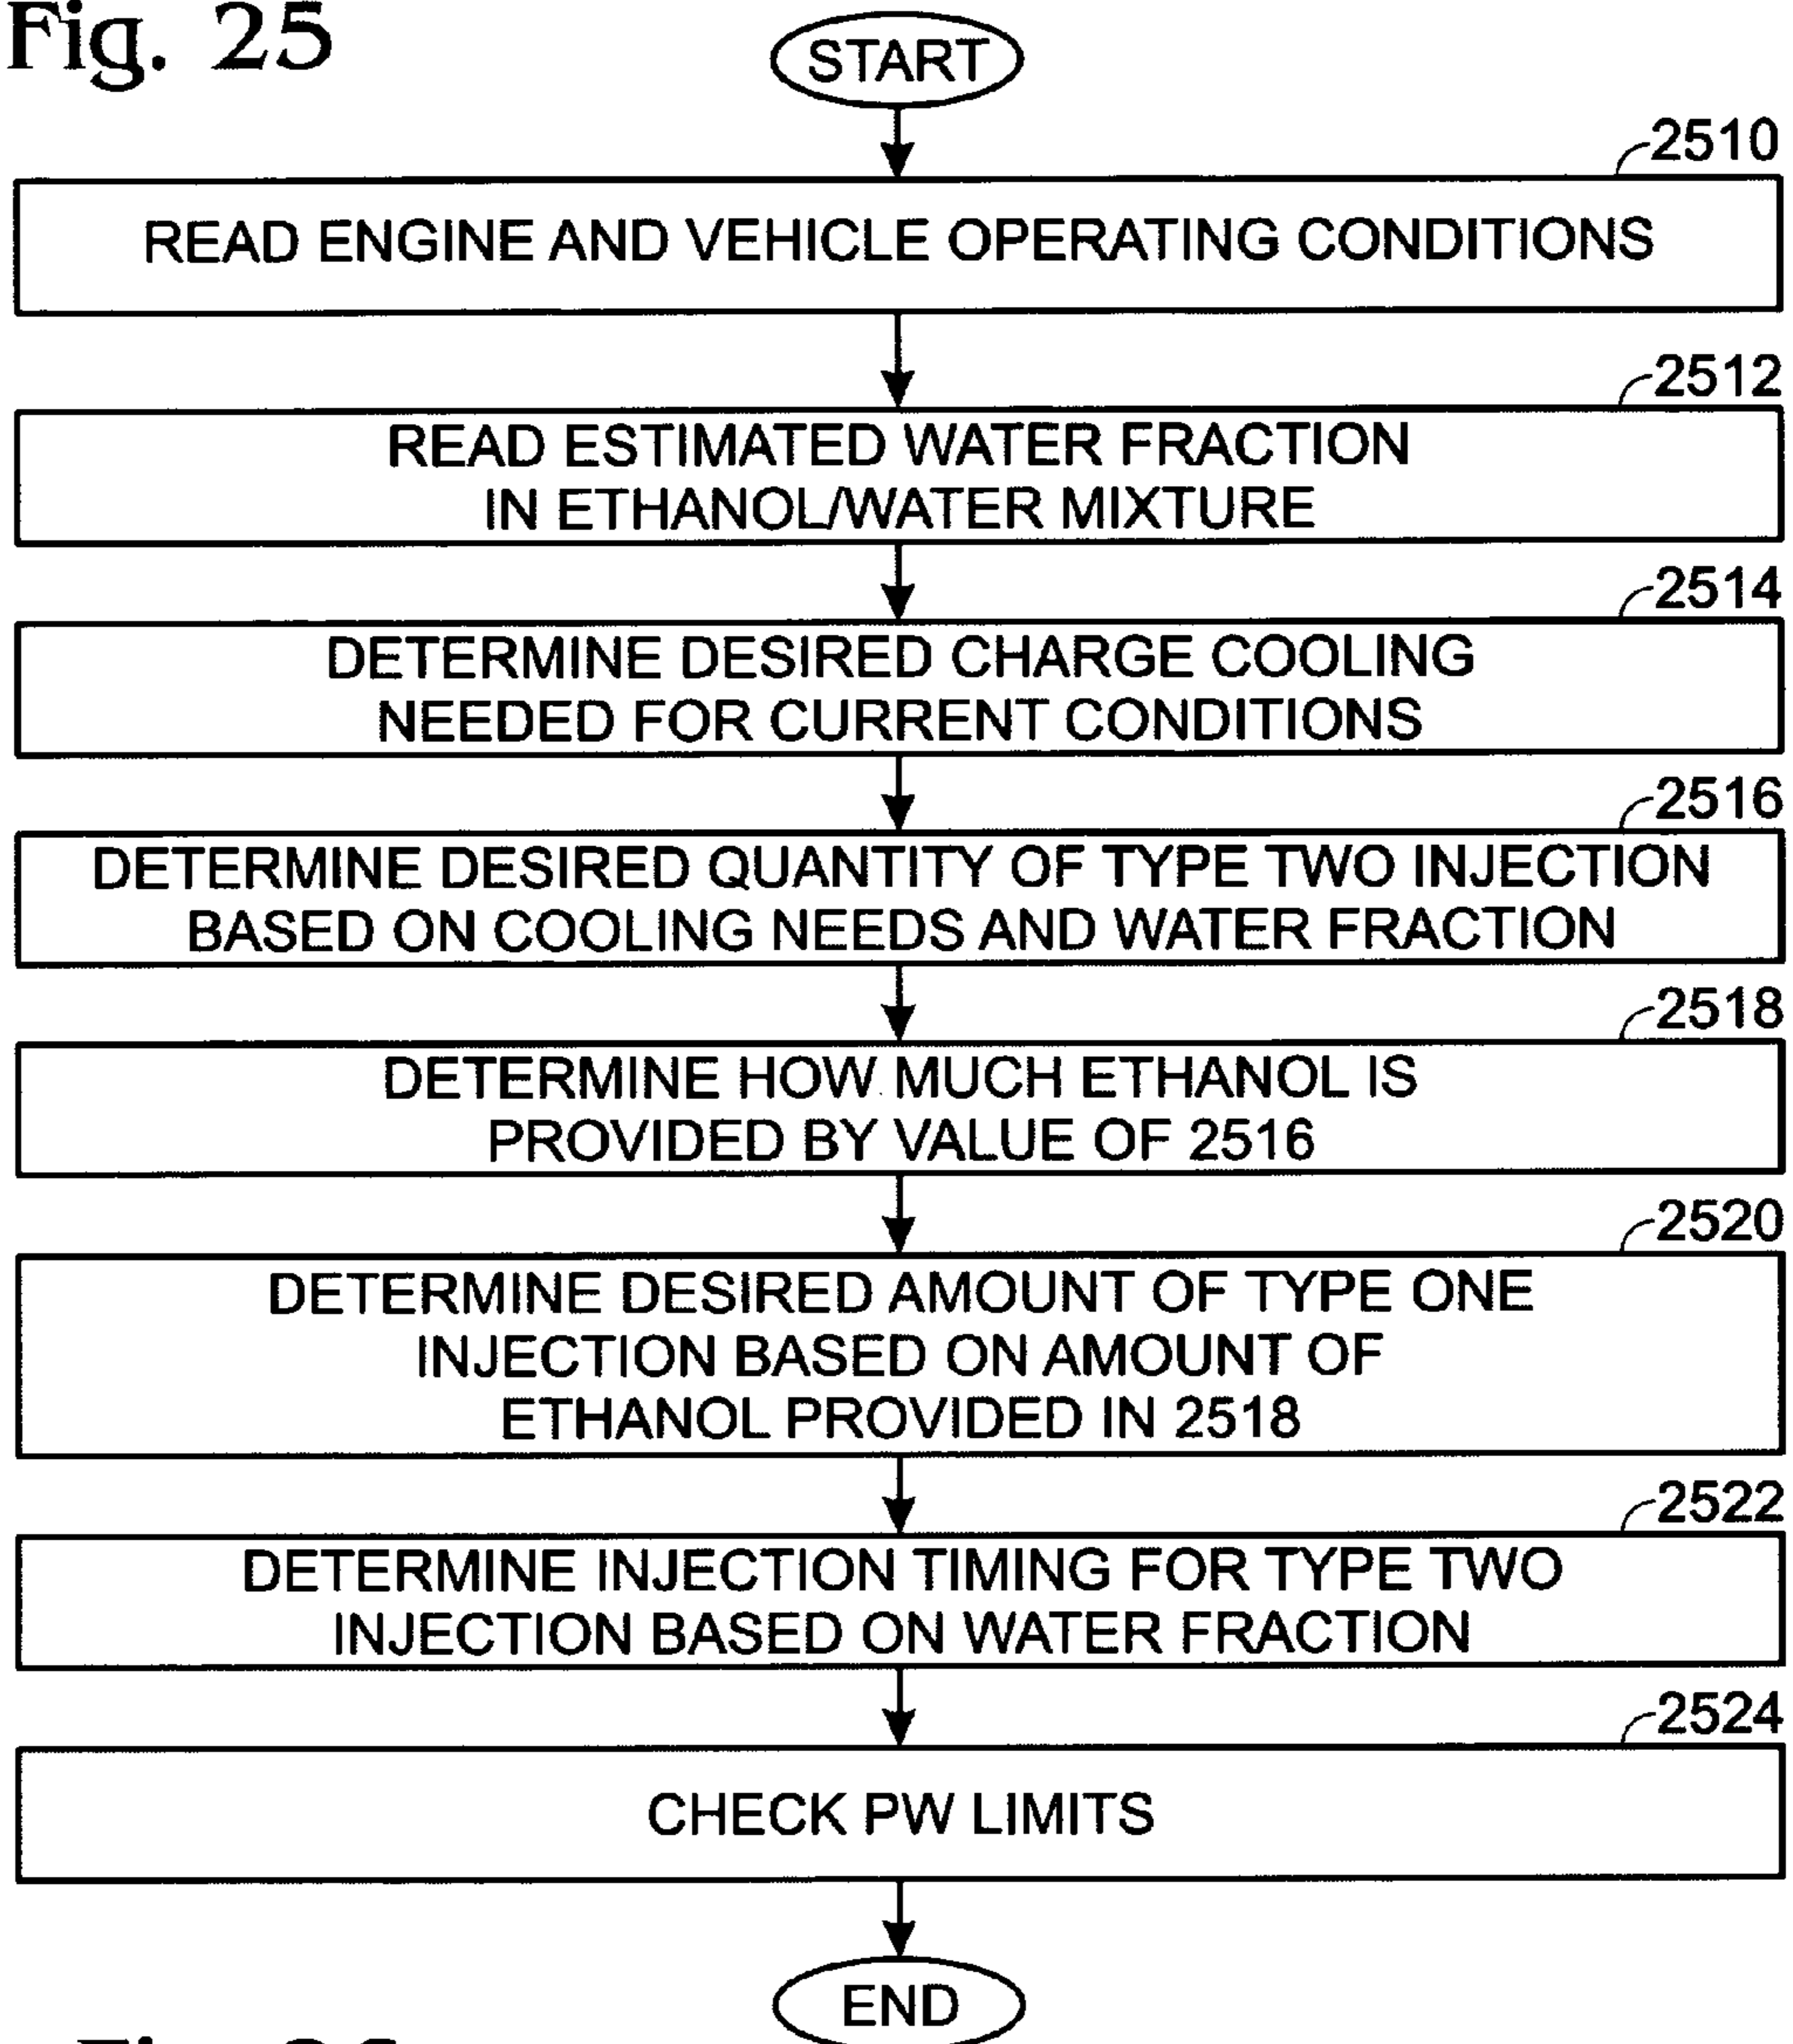 Fig. 25
START
2510
READ ENGINE AND VEHICLE OPERATING CONDITIONS
2512
READ ESTIMATED WATER FRACTION
IN ETHANOL/WATER MIXTURE
2514
DETERMINE DESIRED CHARGE COOLING
NEEDED FOR CURRENT CONDITIONS
2516
DETERMINE DESIRED QUANTITY OF TYPE TWO INJECTION
BASED ON COOLING NEEDS AND WATER FRACTION
2518
DETERMINE HOW MUCH ETHANOL IS
PROVIDED BY VALUE OF 2516
2520
DETERMINE DESIRED AMOUNT OF TYPE ONE
INJECTION BASED ON AMOUNT OF
ETHANOL PROVIDED IN 2518
2522
DETERMINE INJECTION TIMING FOR TYPE TWO
INJECTION BASED ON WATER FRACTION
2524
CHECK PW LIMITS
END